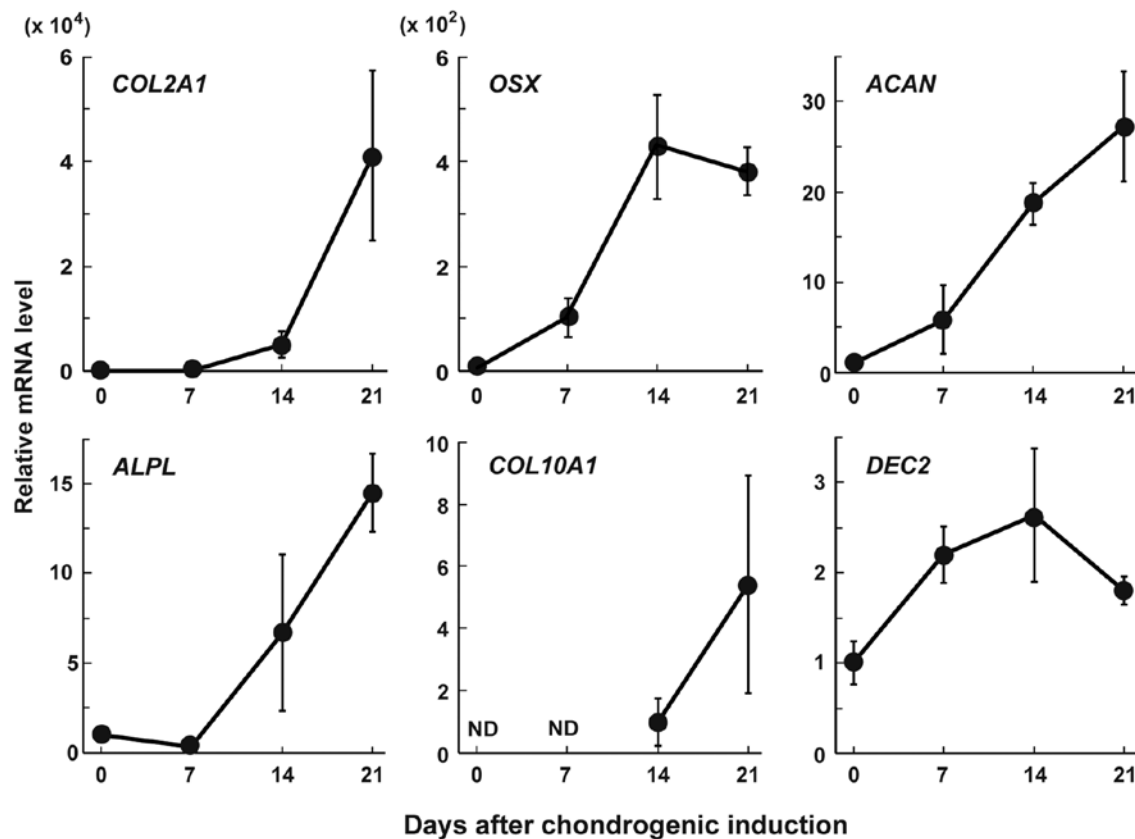 (x 10⁴)
(x 10²)
COL2A1
OSX
ACAN
6
4
2
0
6
4
2
0
30
20
10
0
0 7 14 21
0 7 14 21
0 7 14 21
Relative mRNA level
ALPL
COL10A1
DEC2
15
10
5
0
10
8
6
4
2
0
ND ND
3
2
1
0
0 7 14 21
0 7 14 21
0 7 14 21
Days after chondrogenic induction